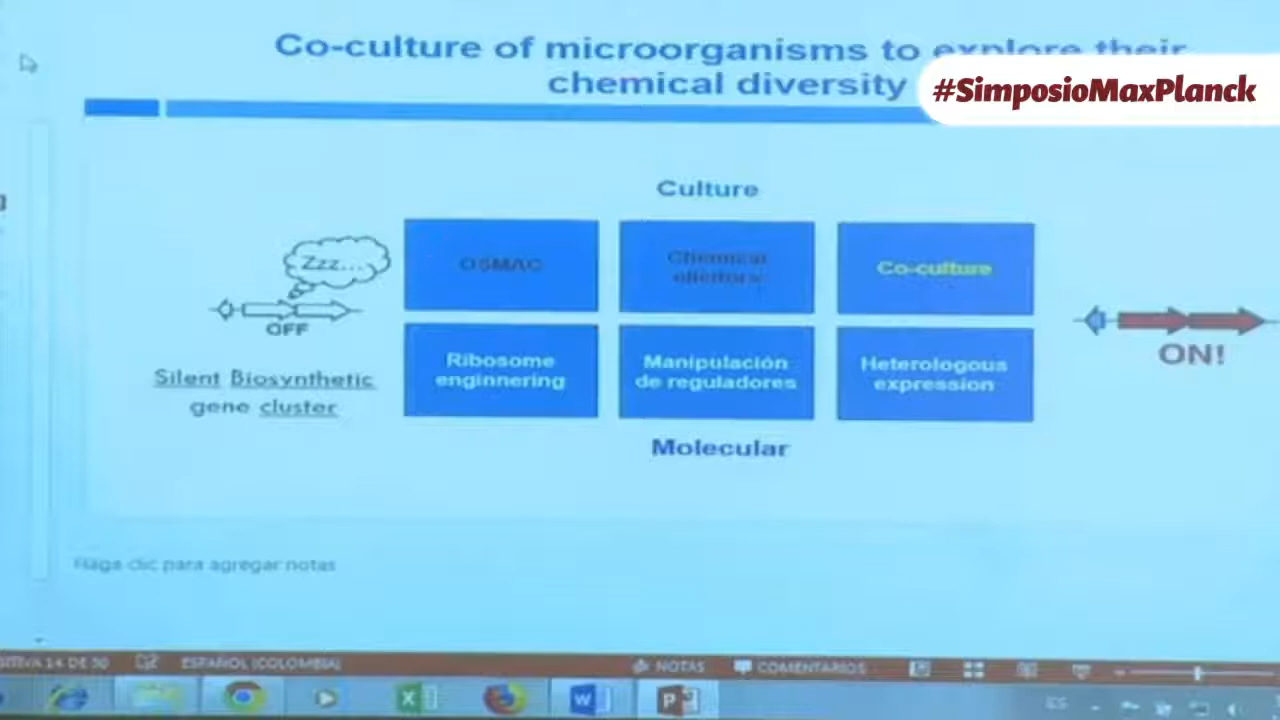 Co-culture of microorganisms to explore their
chemical diversity
#SimposioMaxPlanck
Culture
Zzz...
OFF
Silent Biosynthetic
gene cluster
OSMAC
Chemical
elicitors
Co-culture
Ribosome
enginnering
Manipulación
de reguladores
Heterologous
expression
ON!
Molecular
Haga clic para agregar notas
SITIVA 14 DE 50
ESPAÑOL (COLOMBIA)
NOTAS
COMENTARIOS
ES